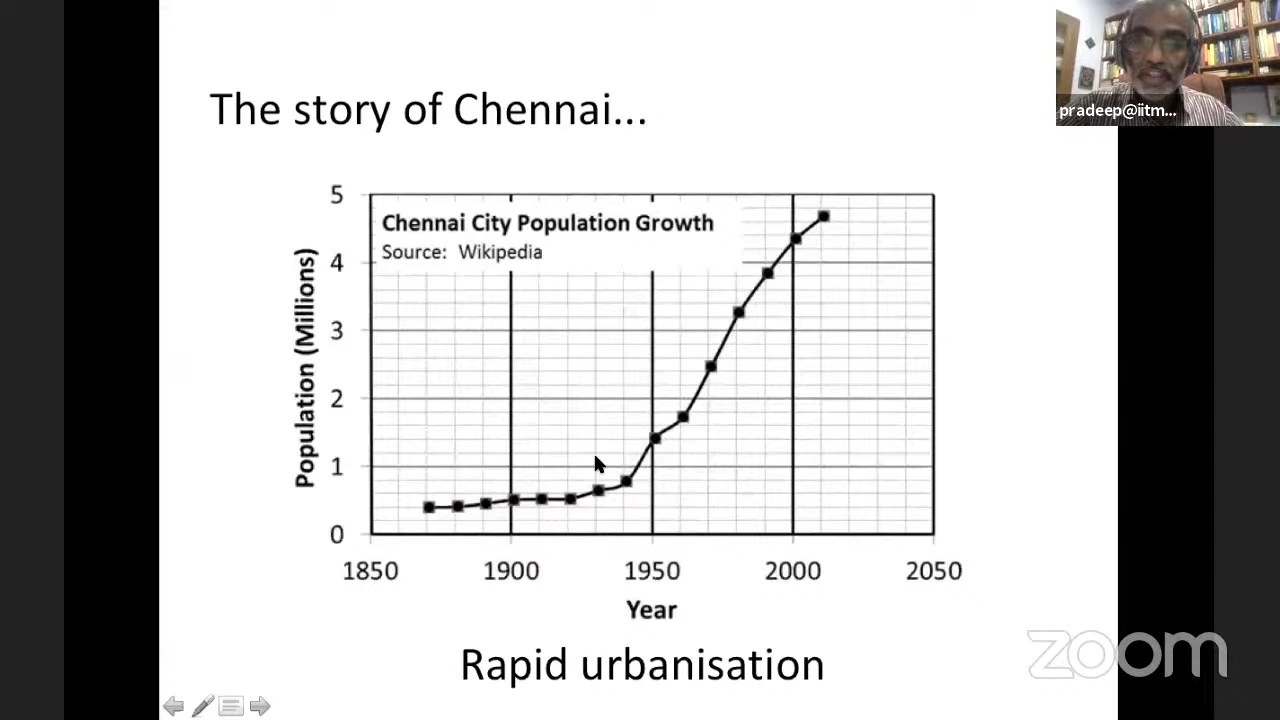 The story of Chennai...
pradeep@iitm...
Chennai City Population Growth
Source: Wikipedia
Population (Millions)
5
4
3
2
1
0
1850 1900 1950 2000 2050
Year
Rapid urbanisation
zoom